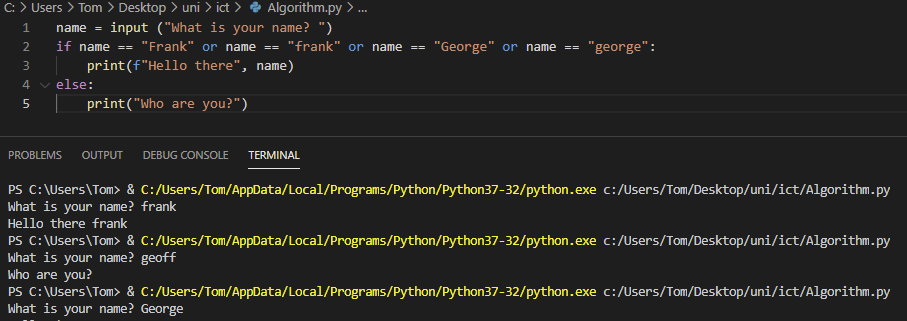 C: > Users > Tom > Desktop > uni > ict > Algorithm.py > ...
1 name = input ("What is your name? ")
2 if name == "Frank" or name == "frank" or name == "George" or name == "george":
3 print(f"Hello there", name)
4 else:
5 print("Who are you?")
PROBLEMS OUTPUT DEBUG CONSOLE TERMINAL
PS C:\Users\Tom> & C:/Users/Tom/AppData/Local/Programs/Python/Python37-32/python.exe c:/Users/Tom/Desktop/uni/ict/Algorithm.py
What is your name? frank
Hello there frank
PS C:\Users\Tom> & C:/Users/Tom/AppData/Local/Programs/Python/Python37-32/python.exe c:/Users/Tom/Desktop/uni/ict/Algorithm.py
What is your name? geoff
Who are you?
PS C:\Users\Tom> & C:/Users/Tom/AppData/Local/Programs/Python/Python37-32/python.exe c:/Users/Tom/Desktop/uni/ict/Algorithm.py
What is your name? George